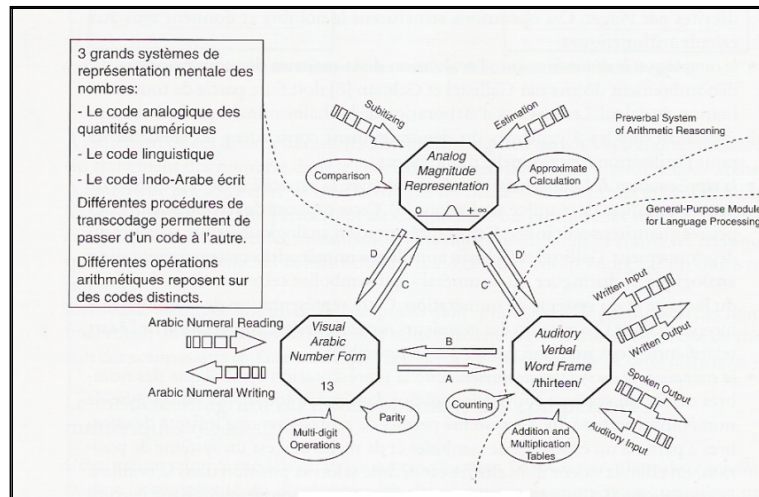 3 grands systèmes de
représentation mentale des
nombres:
- Le code analogique des
quantités numériques
- Le code linguistique
- Le code Indo-Arabe écrit
Différentes procédures de
transcodage permettent de
passer d'un code à l'autre.
Différentes opérations
arithmétiques reposent sur
des codes distincts.
Subitizing
Estimation
Preverbal System
of Arithmetic Reasoning
Comparison
Analog
Magnitude
Representation
0 + ∞
Approximate
Calculation
General-Purpose Module
for Language Processing
D
C
D'
C'
Arabic Numeral Reading
Arabic Numeral Writing
Visual
Arabic
Number Form
13
B
A
Auditory
Verbal
Word Frame
/thirteen/
Written Input
Written Output
Spoken Output
Auditory Input
Multi-digit
Operations
Parity
Counting
Addition and
Multiplication
Tables